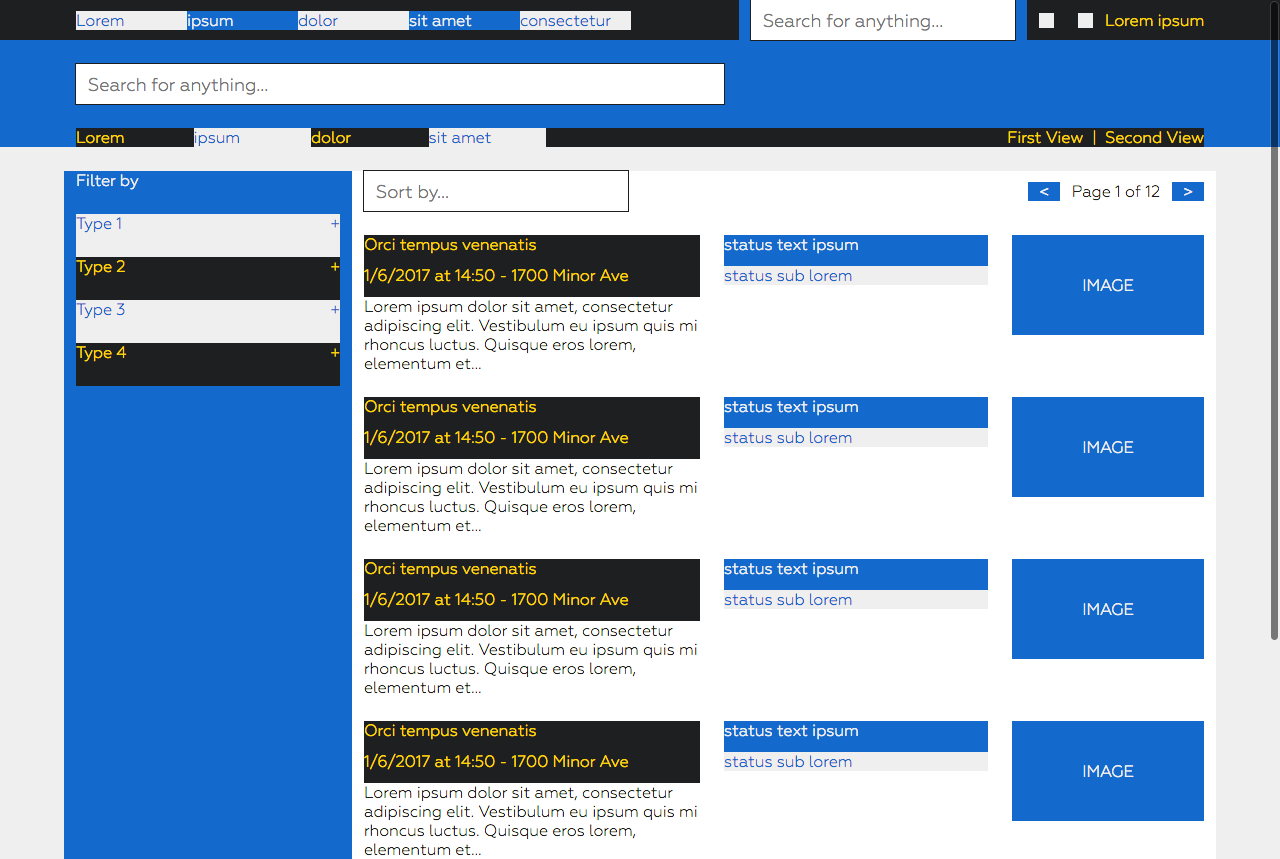 Lorem ipsum dolor sit amet consectetur Search for anything... Lorem ipsum
Search for anything...
Lorem ipsum dolor sit amet First View | Second View
Filter by
Type 1 +
Type 2 +
Type 3 +
Type 4 +
Sort by... < Page 1 of 12 >
Orci tempus venenatis status text ipsum
1/6/2017 at 14:50 - 1700 Minor Ave status sub lorem IMAGE
Lorem ipsum dolor sit amet, consectetur
adipiscing elit. Vestibulum eu ipsum quis mi
rhoncus luctus. Quisque eros lorem,
elementum et...
Orci tempus venenatis status text ipsum
1/6/2017 at 14:50 - 1700 Minor Ave status sub lorem IMAGE
Lorem ipsum dolor sit amet, consectetur
adipiscing elit. Vestibulum eu ipsum quis mi
rhoncus luctus. Quisque eros lorem,
elementum et...
Orci tempus venenatis status text ipsum
1/6/2017 at 14:50 - 1700 Minor Ave status sub lorem IMAGE
Lorem ipsum dolor sit amet, consectetur
adipiscing elit. Vestibulum eu ipsum quis mi
rhoncus luctus. Quisque eros lorem,
elementum et...
Orci tempus venenatis status text ipsum
1/6/2017 at 14:50 - 1700 Minor Ave status sub lorem IMAGE
Lorem ipsum dolor sit amet, consectetur
adipiscing elit. Vestibulum eu ipsum quis mi
rhoncus luctus. Quisque eros lorem,
elementum et...